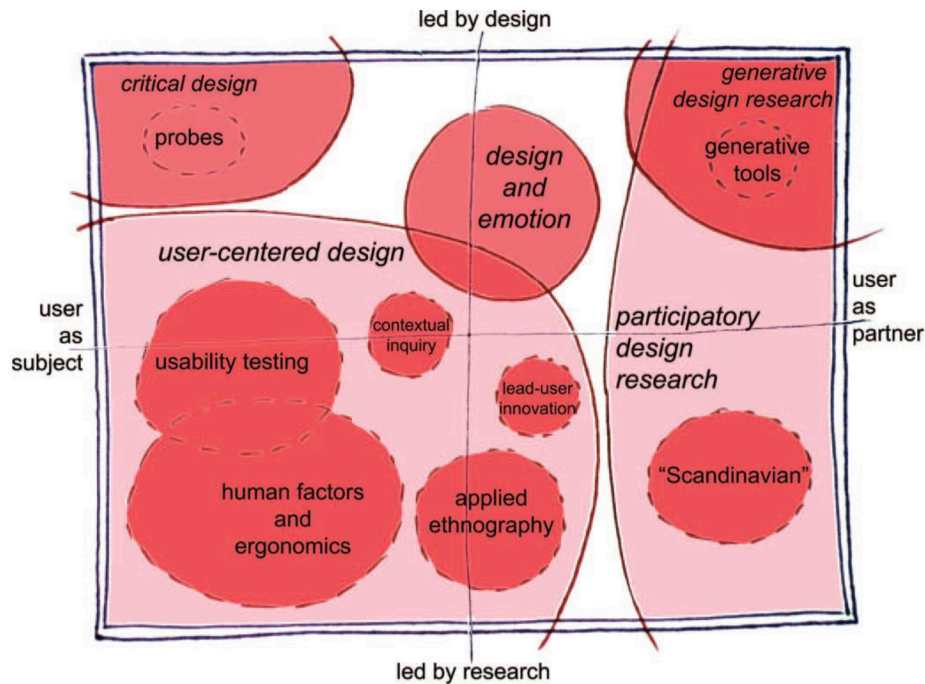 led by design
critical design
probes
generative
design research
generative
tools
design
and
emotion
user-centered design
user
as
subject
user
as
partner
contextual
inquiry
participatory
design
research
usability testing
lead-user
innovation
"Scandinavian"
human factors
and
ergonomics
applied
ethnography
led by research